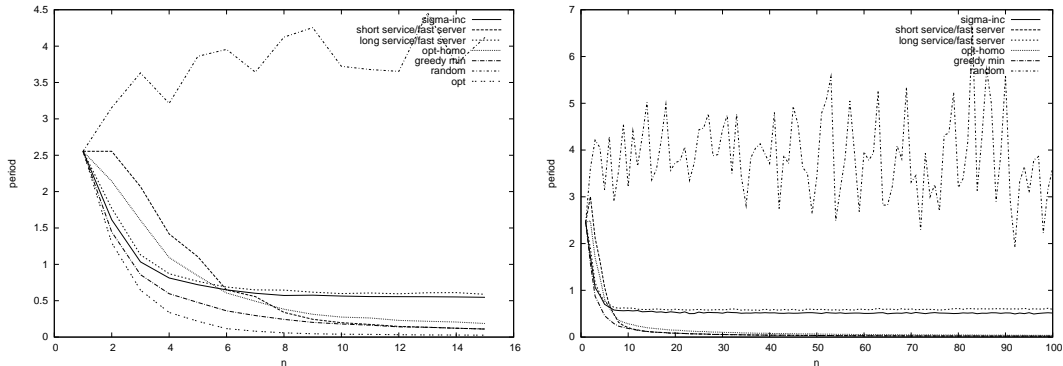 4.5
4
3.5
3
2.5
2
1.5
1
0.5
0
period
0 2 4 6 8 10 12 14 16
n
sigma-inc
short service/fast server
long service/fast server
opt-homo
greedy min
random
opt
7
6
5
4
3
2
1
0
period
0 10 20 30 40 50 60 70 80 90 100
n
sigma-inc
short service/fast server
long service/fast server
opt-homo
greedy min
random